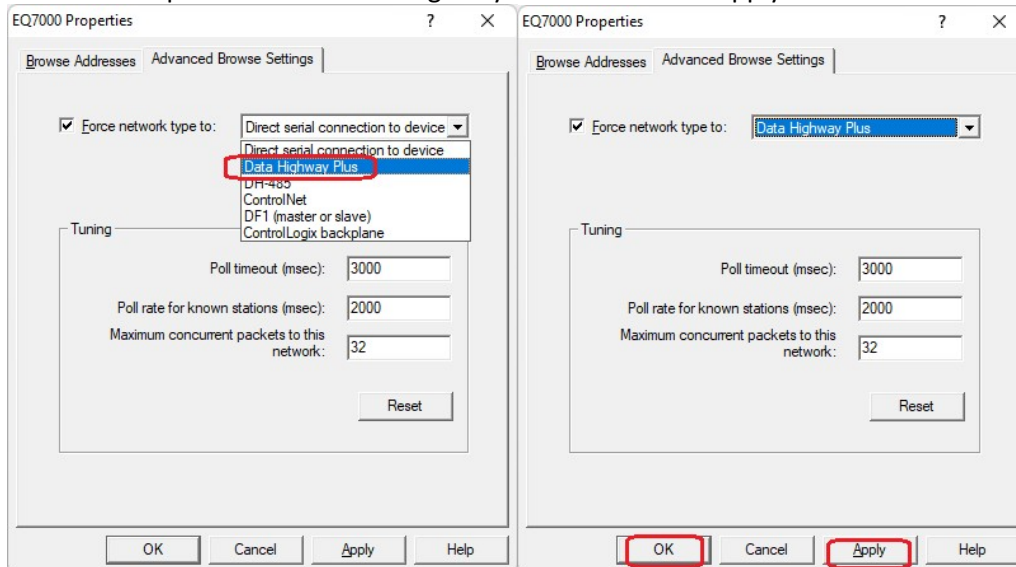 EQ7000 Properties ? ×
Browse Addresses Advanced Browse Settings
Force network type to: Direct serial connection to device
Direct serial connection to device
Data Highway Plus
DH-485
ControlNet
DF1 (master or slave)
ControlLogix backplane
Tuning
Poll timeout (msec): 3000
Poll rate for known stations (msec): 2000
Maximum concurrent packets to this
network: 32
Reset
OK Cancel Apply Help
EQ7000 Properties ? ×
Browse Addresses Advanced Browse Settings
Force network type to: Data Highway Plus
Tuning
Poll timeout (msec): 3000
Poll rate for known stations (msec): 2000
Maximum concurrent packets to this
network: 32
Reset
OK Cancel Apply Help